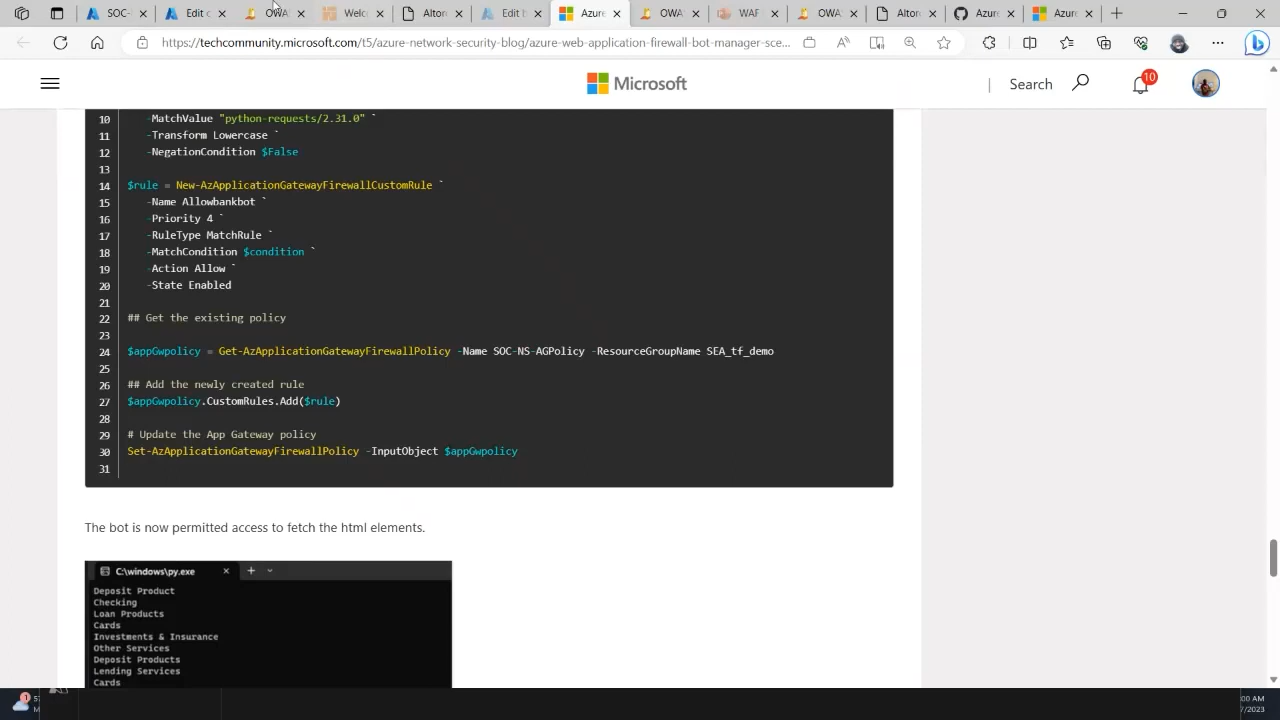 SOC-
Edit c
OWA
Welc
Altor
Edit b
Azure
OWA
WAF
OWA
Altor
Azure
Azure
https://techcommunity.microsoft.com/t5/azure-network-security-blog/azure-web-application-firewall-bot-manager-sce...
Microsoft
Search
10
10 -MatchValue "python-requests/2.31.0" `
11 -Transform Lowercase `
12 -NegationCondition $False
13
14 $rule = New-AzApplicationGatewayFirewallCustomRule `
15 -Name Allowbankbot `
16 -Priority 4 `
17 -RuleType MatchRule `
18 -MatchCondition $condition `
19 -Action Allow `
20 -State Enabled
21
22 ## Get the existing policy
23
24 $appGwpolicy = Get-AzApplicationGatewayFirewallPolicy -Name SOC-NS-AGPolicy -ResourceGroupName SEA_tf_demo
25
26 ## Add the newly created rule
27 $appGwpolicy.CustomRules.Add($rule)
28
29 # Update the App Gateway policy
30 Set-AzApplicationGatewayFirewallPolicy -InputObject $appGwpolicy
31
The bot is now permitted access to fetch the html elements.
C:\windows\py.exe
Deposit Product
Checking
Loan Products
Cards
Investments & Insurance
Other Services
Deposit Products
Lending Services
Cards
:00 AM
/2023